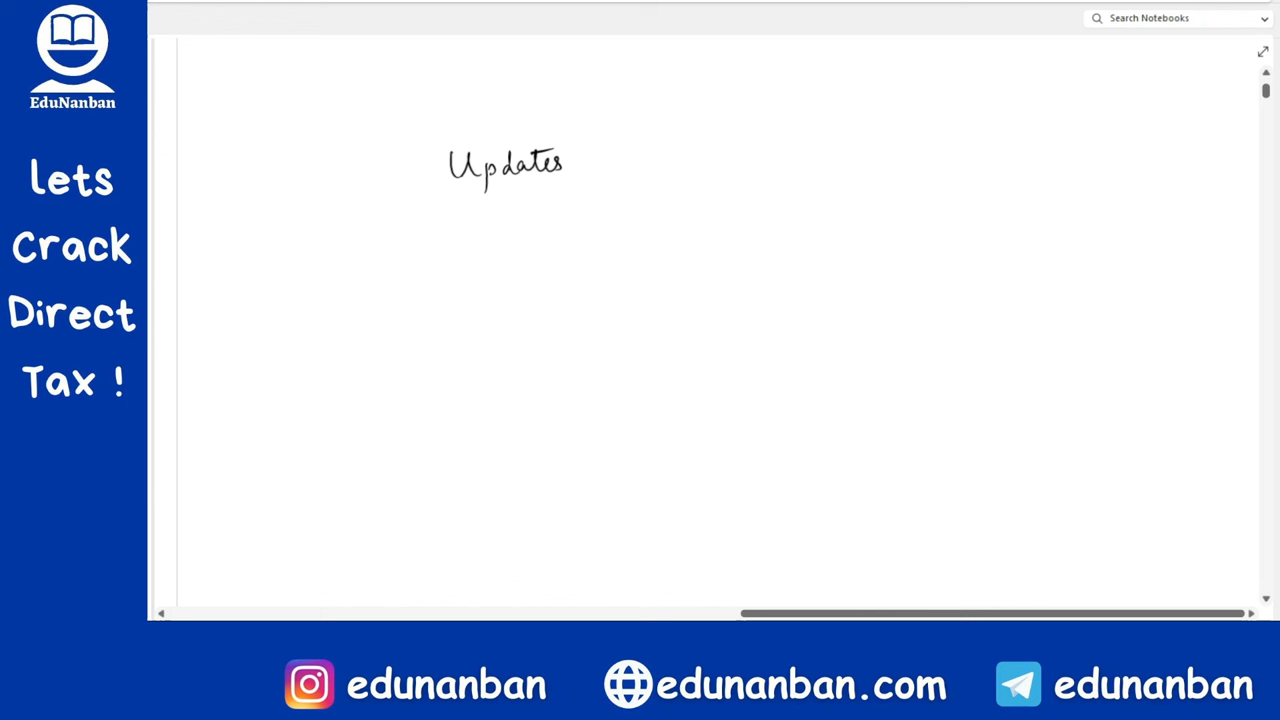 Search Notebooks
EduNanban
lets
Crack
Direct
Tax !
Updates
edunanban
edunanban.com
edunanban